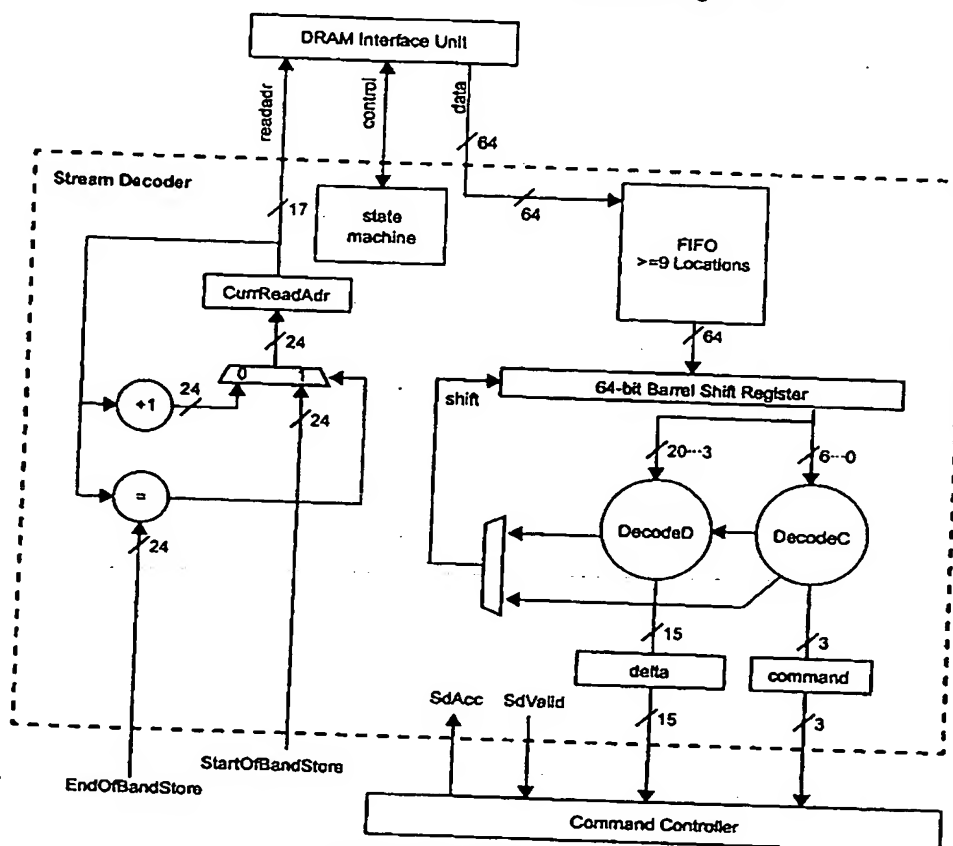 DRAM Interface Unit
readadr
control
data
64
Stream Decoder
17
state
machine
64
FIFO
>=9 Locations
CurrReadAdr
24
64
0 1
64-bit Barrel Shift Register
shift
+1
24
24
20---3
6---0
=
DecodeD
DecodeC
24
15
3
delta
command
SdAcc
SdValid
15
3
StartOfBandStore
EndOfBandStore
Command Controller